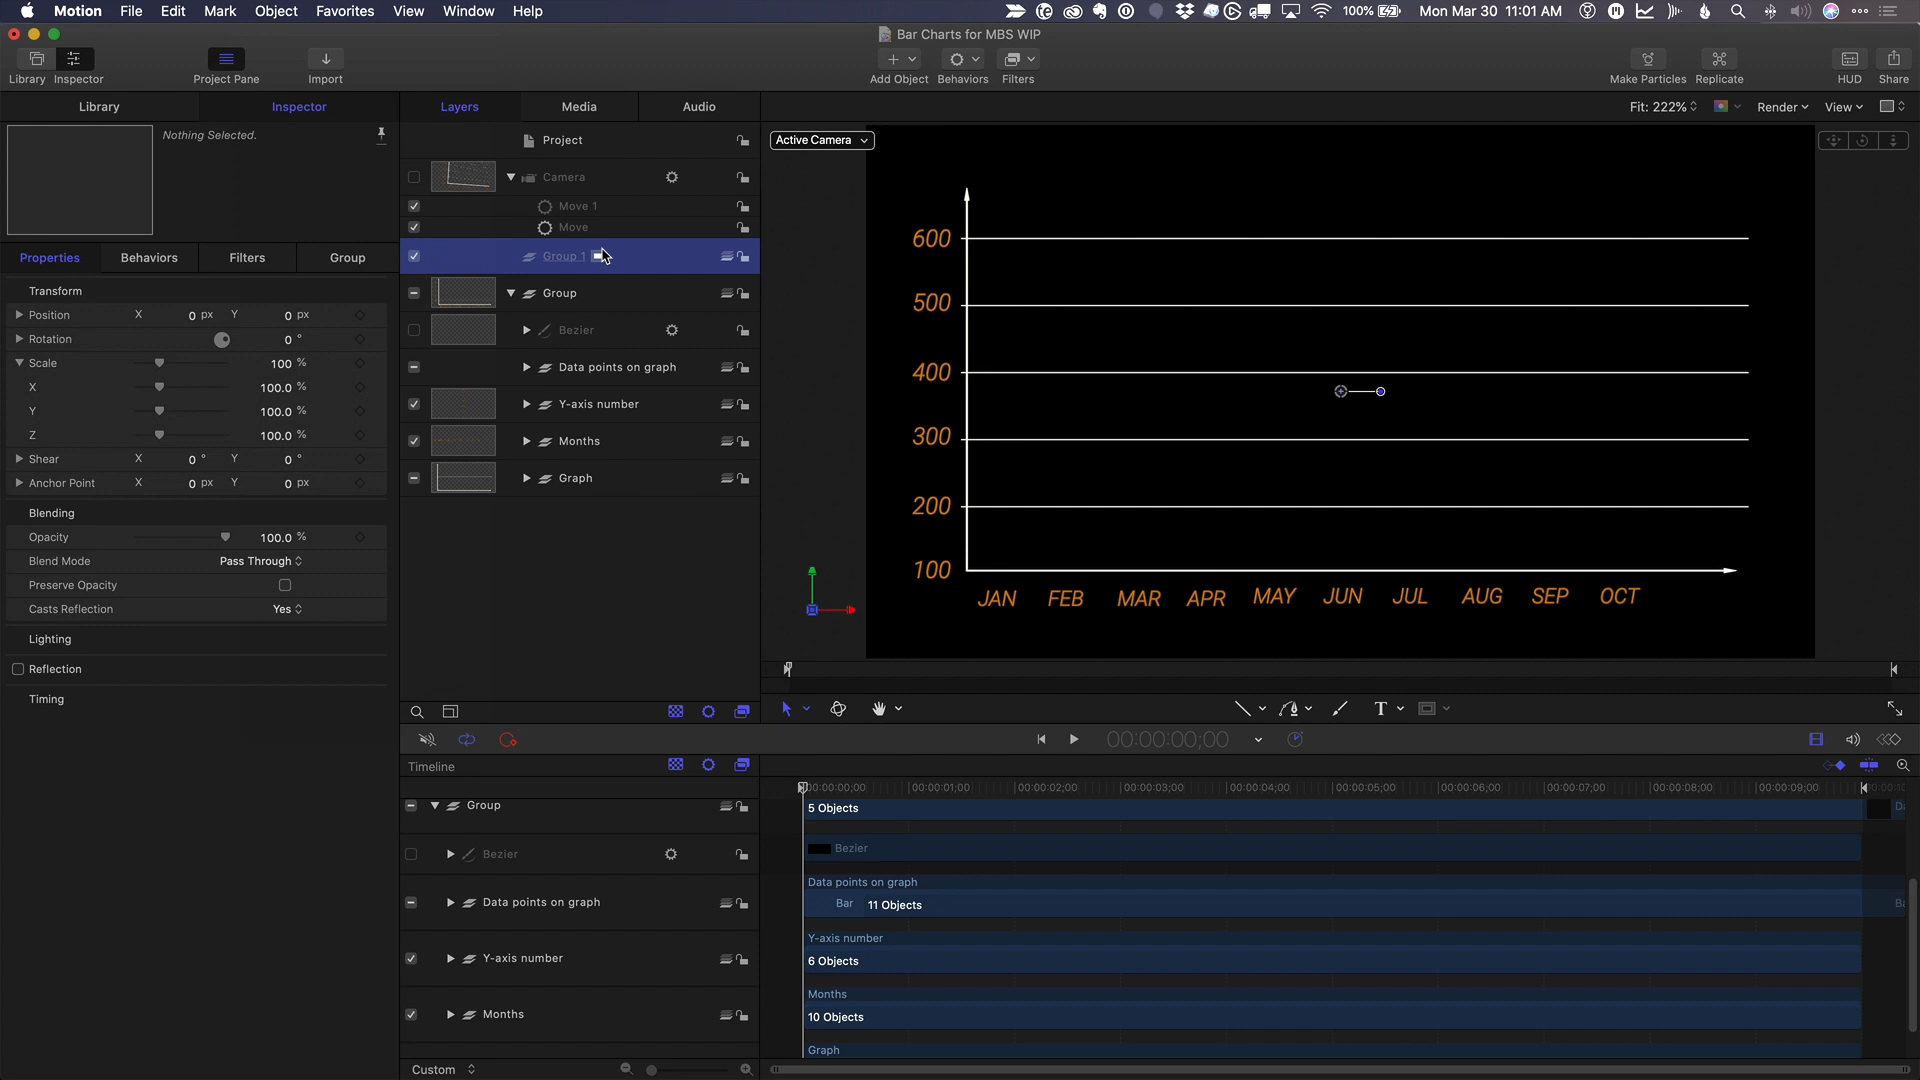 Motion File Edit Mark Object Favorites View Window Help
100% Mon Mar 30 11:01 AM
Bar Charts for MBS WIP
Library Inspector Project Pane Import Add Object Behaviors Filters Make Particles Replicate HUD Share
Library Inspector Layers Media Audio Fit: 222% Render View
Nothing Selected.
Properties Behaviors Filters Group
Transform
Position X 0 px Y 0 px
Rotation 0 °
Scale 100 %
X 100.0 %
Y 100.0 %
Z 100.0 %
Shear X 0 ° Y 0 °
Anchor Point X 0 px Y 0 px
Blending
Opacity 100.0 %
Blend Mode Pass Through
Preserve Opacity
Casts Reflection Yes
Lighting
Reflection
Timing
Project
Camera
Move 1
Move
Group 1
Group
Bezier
Data points on graph
Y-axis number
Months
Graph
Active Camera
600
500
400
300
200
100
JAN FEB MAR APR MAY JUN JUL AUG SEP OCT
T
00:00:00;00
Timeline
00:00:00;00 00:00:01;00 00:00:02;00 00:00:03;00 00:00:04;00 00:00:05;00 00:00:06;00 00:00:07;00 00:00:08;00 00:00:09;00
Group 5 Objects
Bezier Bezier
Data points on graph
Data points on graph
Bar 11 Objects
Y-axis number
Y-axis number
6 Objects
Months
Months
10 Objects
Graph
Custom